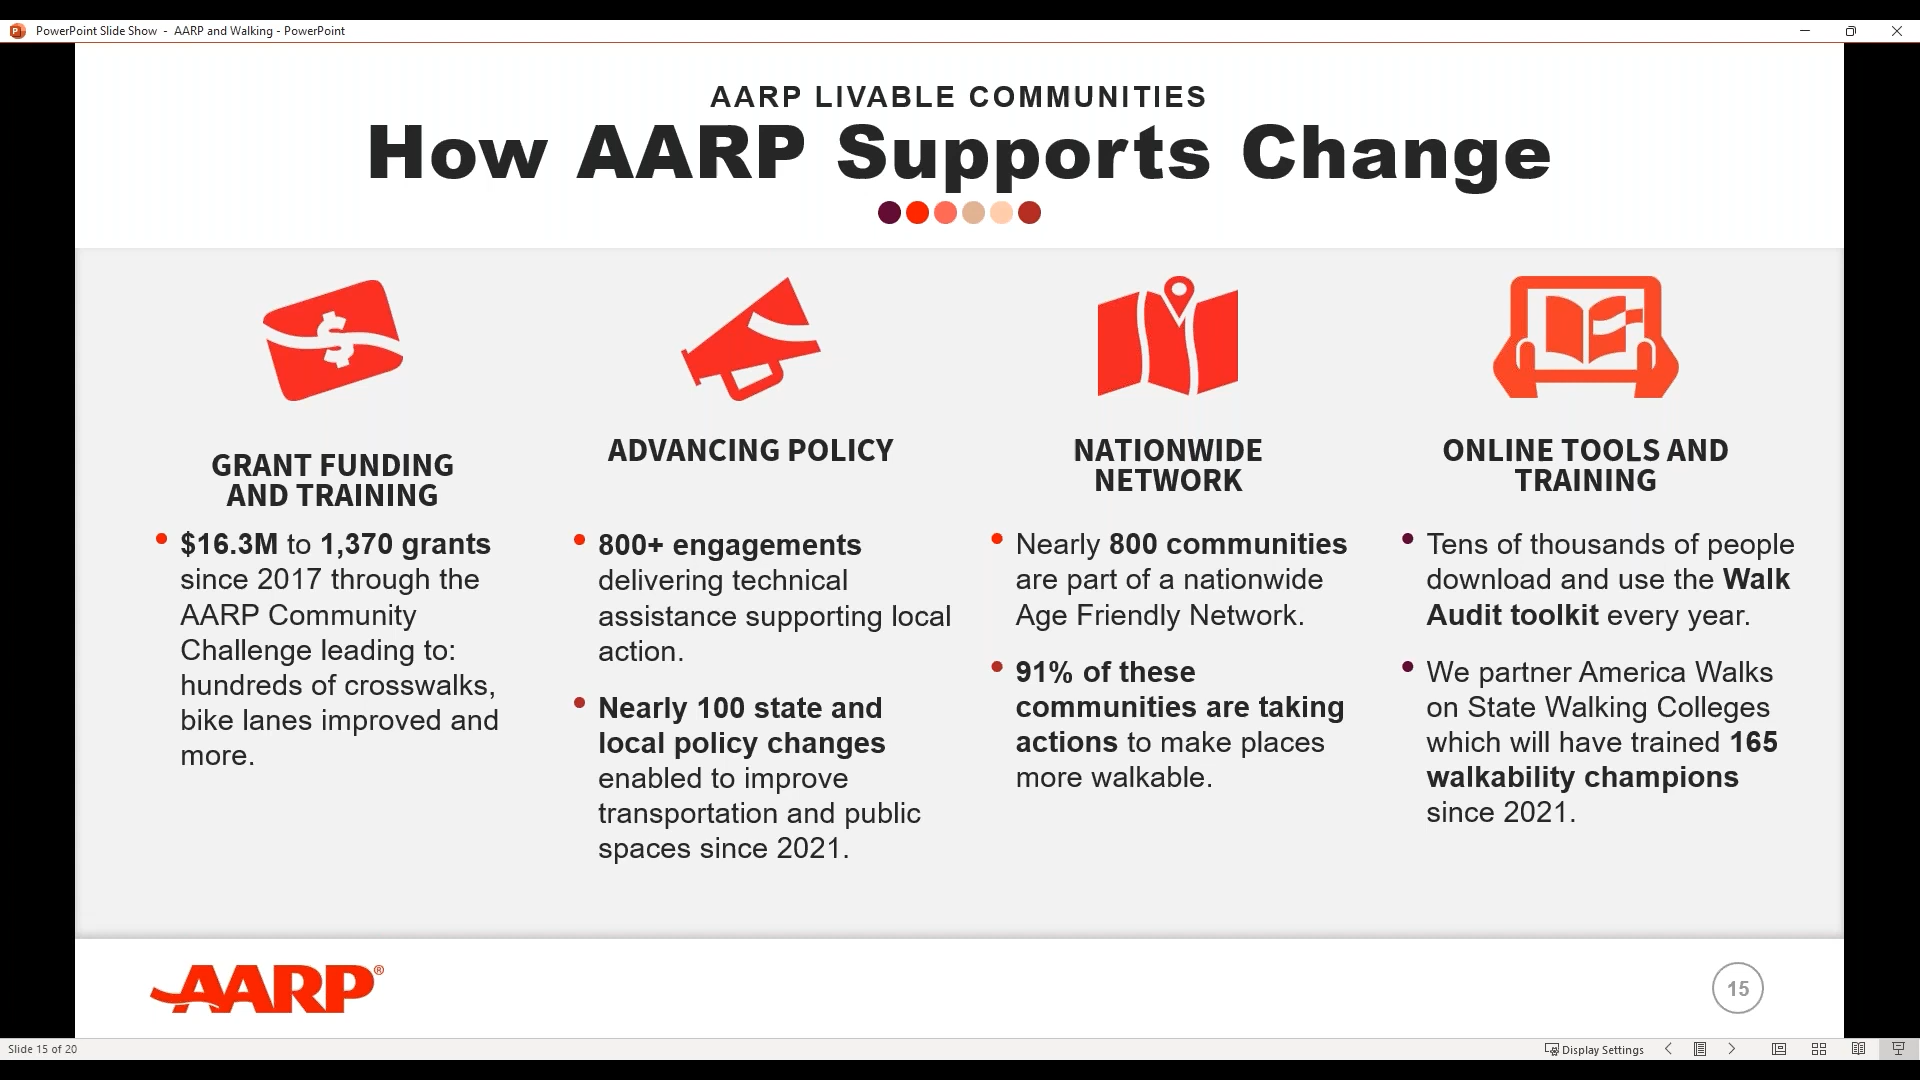 PowerPoint Slide Show - AARP and Walking - PowerPoint
AARP LIVABLE COMMUNITIES
How AARP Supports Change
GRANT FUNDING
AND TRAINING
• $16.3M to 1,370 grants
since 2017 through the
AARP Community
Challenge leading to:
hundreds of crosswalks,
bike lanes improved and
more.
ADVANCING POLICY
• 800+ engagements
delivering technical
assistance supporting local
action.
• Nearly 100 state and
local policy changes
enabled to improve
transportation and public
spaces since 2021.
NATIONWIDE
NETWORK
• Nearly 800 communities
are part of a nationwide
Age Friendly Network.
• 91% of these
communities are taking
actions to make places
more walkable.
ONLINE TOOLS AND
TRAINING
• Tens of thousands of people
download and use the Walk
Audit toolkit every year.
• We partner America Walks
on State Walking Colleges
which will have trained 165
walkability champions
since 2021.
AARP®
15
Slide 15 of 20
Display Settings